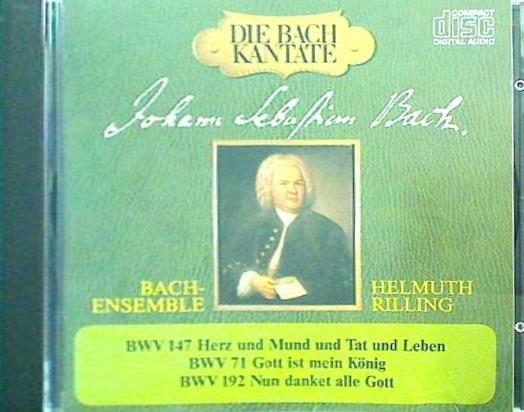 DIE BACH
KANTATE
COMPACT
disc
DIGITAL AUDIO
Johann Sebastian Bach.
BACH-
ENSEMBLE
HELMUTH
RILLING
BWV 147 Herz und Mund und Tat und Leben
BWV 71 Gott ist mein König
BWV 192 Nun danket alle Gott